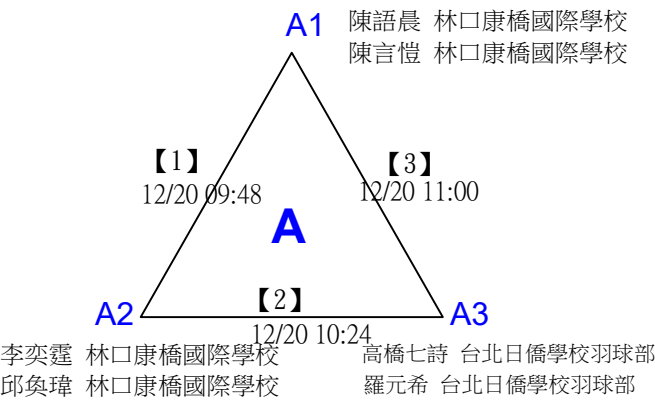 A1
陳語晨 林口康橋國際學校
陳言愷 林口康橋國際學校
【1】
12/20 09:48
【3】
12/20 11:00
A
【2】
12/20 10:24
A2
A3
李奕霆 林口康橋國際學校
邱奐瑋 林口康橋國際學校
高橋七詩 台北日僑學校羽球部
羅元希 台北日僑學校羽球部